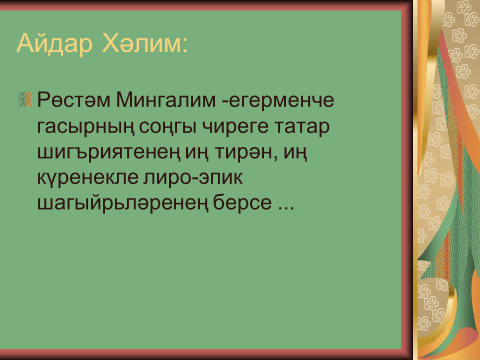 Айдар Хәлим:
Рөстәм Мингалим -егерменче
гасырның соңгы чиреге татар
шигъриятенең иң тирән, иң
күренекле лиро-эпик
шагыйрьләренең берсе ...